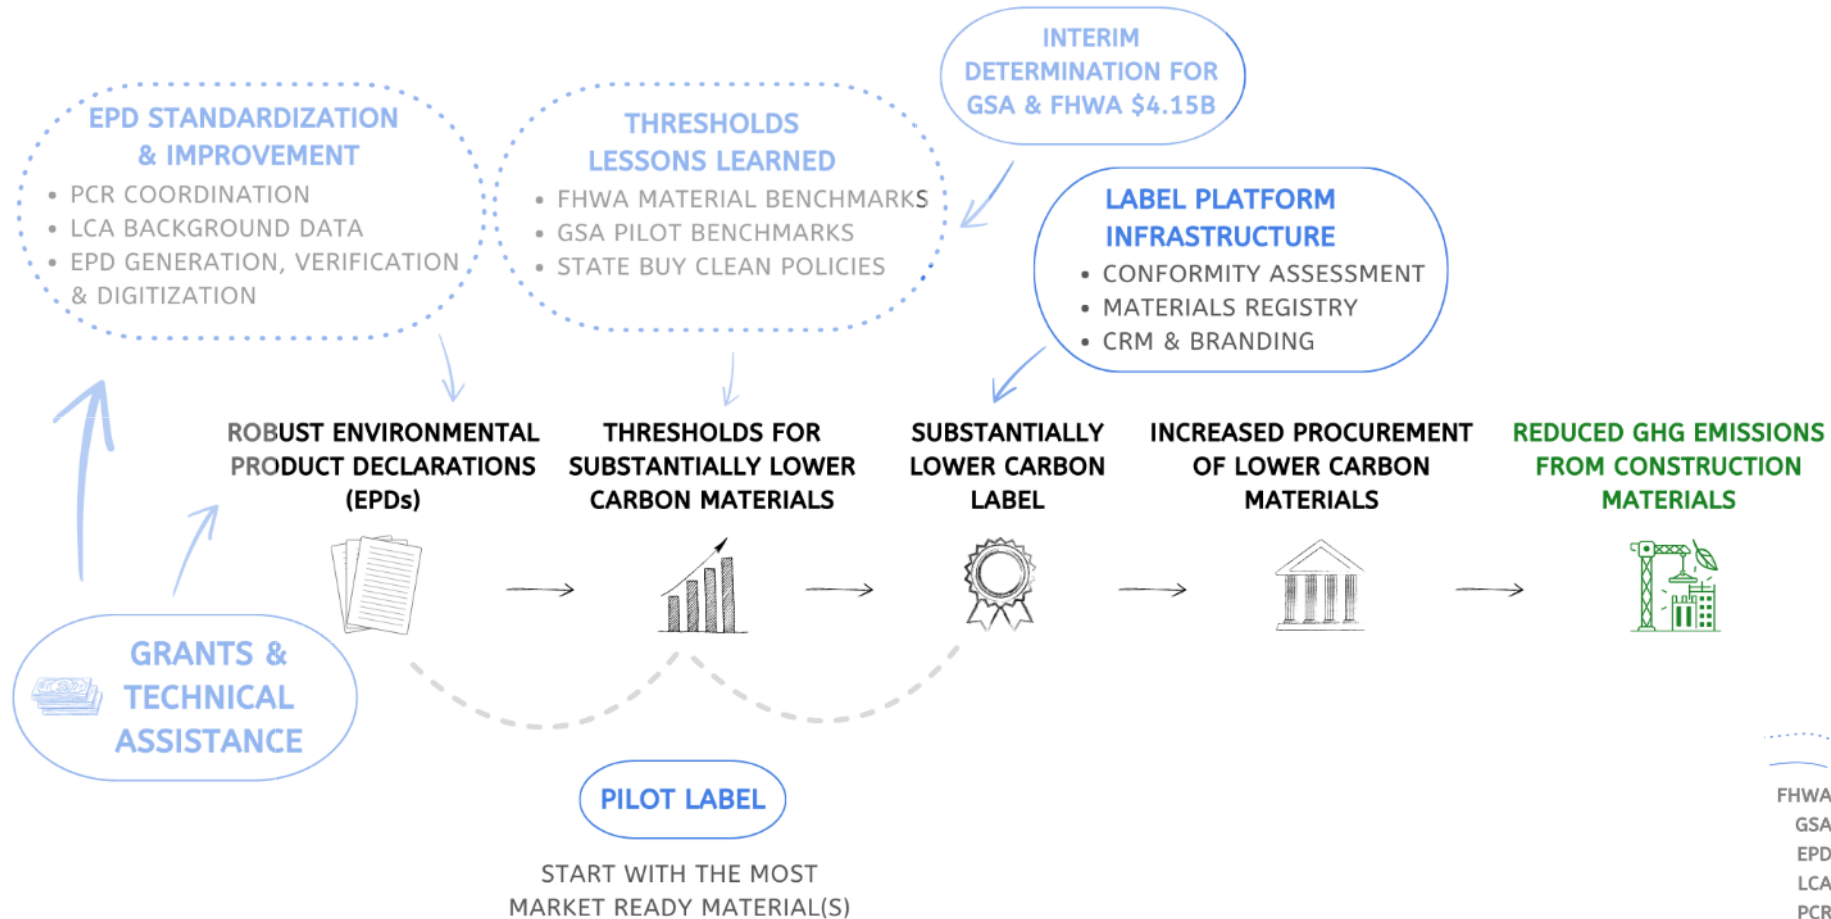 INTERIM
DETERMINATION FOR
GSA & FHWA $4.15B
EPD STANDARDIZATION
& IMPROVEMENT
• PCR COORDINATION
• LCA BACKGROUND DATA
• EPD GENERATION, VERIFICATION
& DIGITIZATION
THRESHOLDS
LESSONS LEARNED
• FHWA MATERIAL BENCHMARKS
• GSA PILOT BENCHMARKS
• STATE BUY CLEAN POLICIES
LABEL PLATFORM
INFRASTRUCTURE
• CONFORMITY ASSESSMENT
• MATERIALS REGISTRY
• CRM & BRANDING
ROBUST ENVIRONMENTAL
PRODUCT DECLARATIONS
(EPDs)
THRESHOLDS FOR
SUBSTANTIALLY LOWER
CARBON MATERIALS
SUBSTANTIALLY
LOWER CARBON
LABEL
INCREASED PROCUREMENT
OF LOWER CARBON
MATERIALS
REDUCED GHG EMISSIONS
FROM CONSTRUCTION
MATERIALS
GRANTS &
TECHNICAL
ASSISTANCE
PILOT LABEL
START WITH THE MOST
MARKET READY MATERIAL(S)
FHWA
GSA
EPD
LCA
PCR